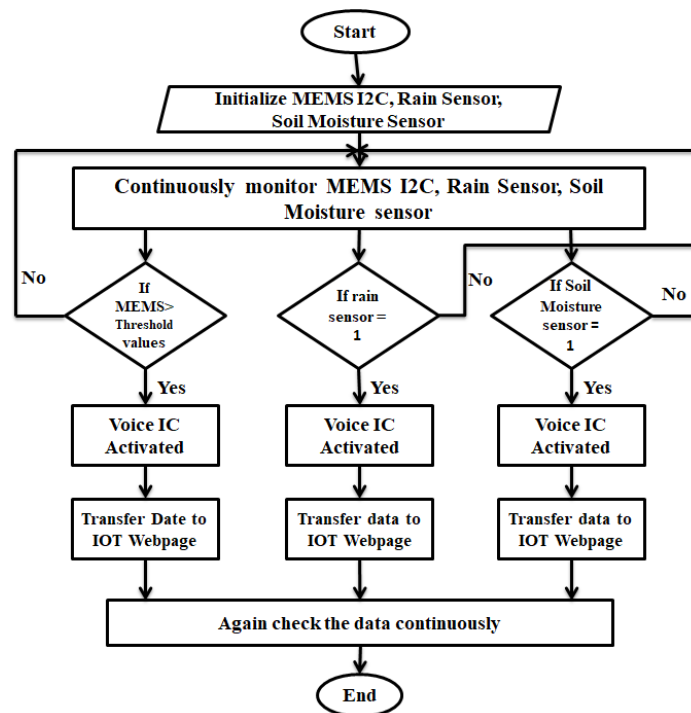 Start
Initialize MEMS I2C, Rain Sensor,
Soil Moisture Sensor
Continuously monitor MEMS I2C, Rain Sensor, Soil
Moisture sensor
No
If
MEMS>
Threshold
values
Yes
Voice IC
Activated
Transfer Date to
IOT Webpage
If rain
sensor =
1
No
Yes
Voice IC
Activated
Transfer data to
IOT Webpage
If Soil
Moisture
sensor =
1
No
Yes
Voice IC
Activated
Transfer data to
IOT Webpage
Again check the data continuously
End